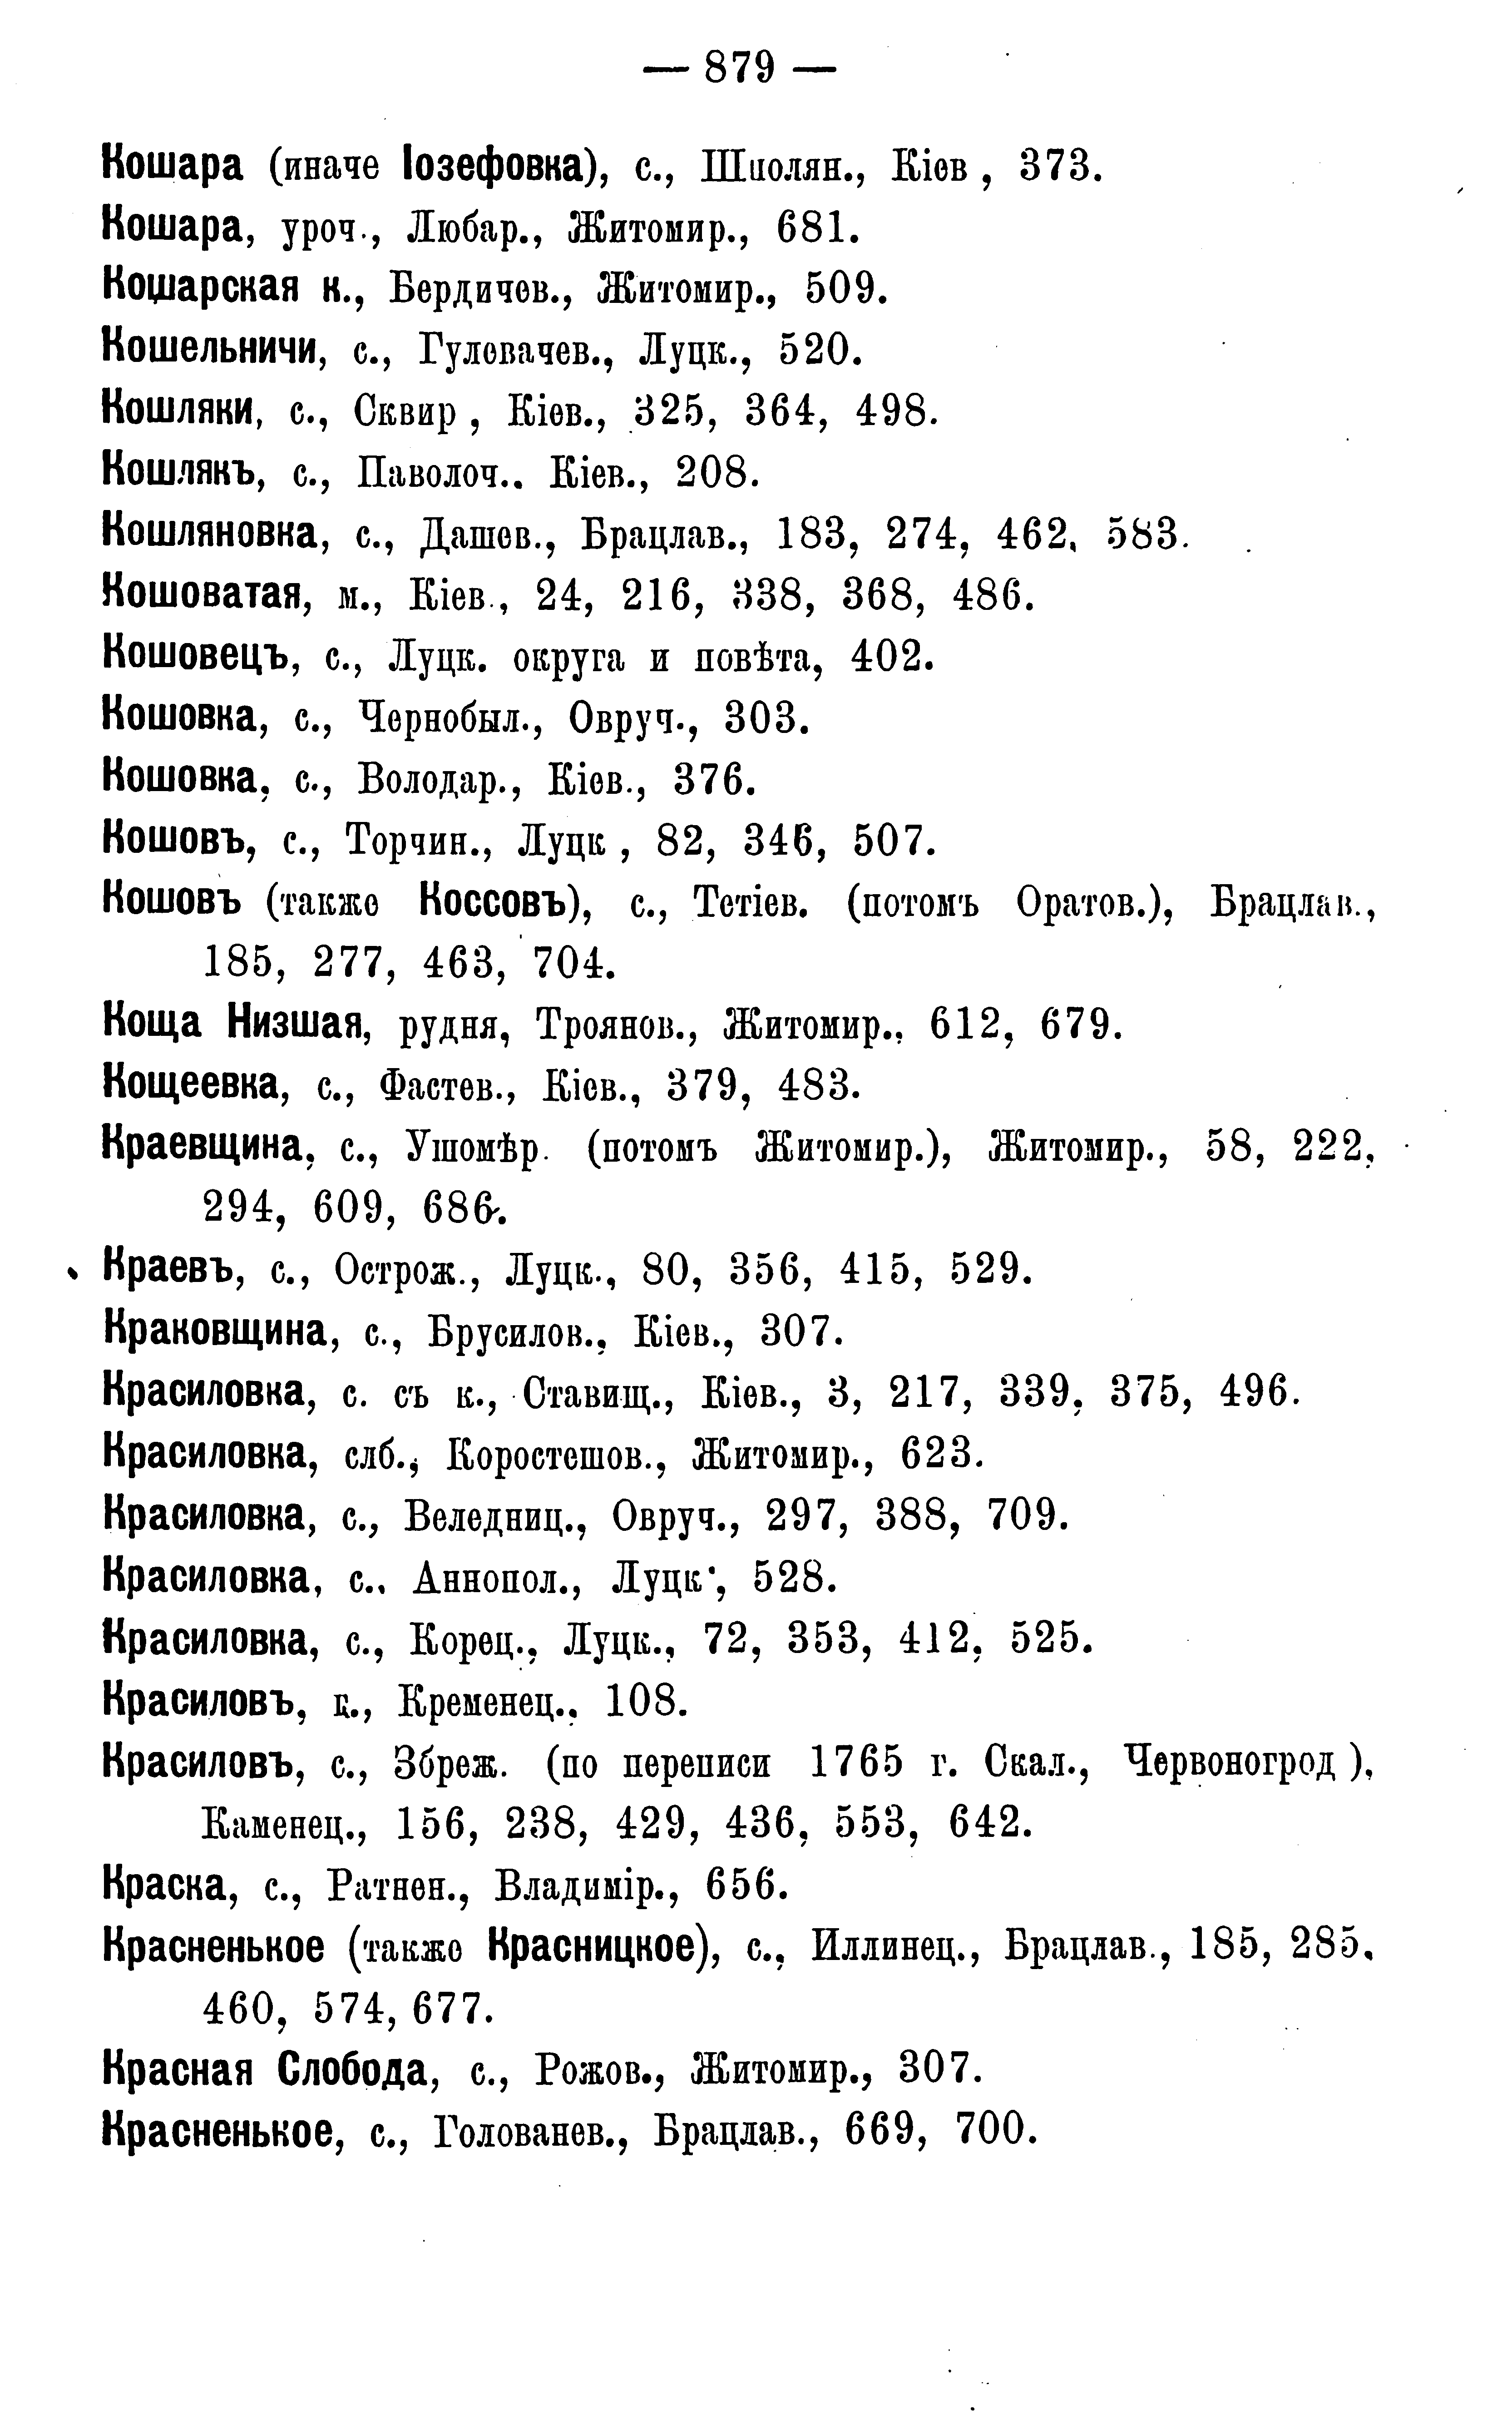 — 879 —
Кошара (иначе Іозефовка), с., Шполян., Кіев , 373.
Кошара, уроч., Любар., Житомир., 681.
Кошарская к., Бердичев., Житомир., 509.
Кошельничи, с., Гуловачев., Луцк., 520.
Кошляки, с., Сквир , Кіев., 325, 364, 498.
Кошлякъ, с., Паволоч.. Кіев., 208.
Кошляновка, с., Дашев., Брацлав., 183, 274, 462, 583.
Кошоватая, м., Кіев., 24, 216, 338, 368, 486.
Кошовецъ, с., Луцк. округа и повѣта, 402.
Кошовка, с., Чернобыл., Овруч., 303.
Кошовка, с., Володар., Кіев., 376.
Кошовъ, с., Торчин., Луцк , 82, 346, 507.
Кошовъ (также Коссовъ), с., Тетіев. (потомъ Оратов.), Брацлав.,
185, 277, 463, 704.
Коща Низшая, рудня, Троянов., Житомир., 612, 679.
Кощеевка, с., Фастев., Кіев., 379, 483.
Краевщина, с., Ушомѣр. (потомъ Житомир.), Житомир., 58, 222,
294, 609, 686.
Краевъ, с., Острож., Луцк., 80, 356, 415, 529.
Краковщина, с., Брусилов., Кіев., 307.
Красиловка, с. съ к., Ставищ., Кіев., 3, 217, 339, 375, 496.
Красиловка, слб., Коростешов., Житомир., 623.
Красиловка, с., Веледниц., Овруч., 297, 388, 709.
Красиловка, с., Аннопол., Луцк., 528.
Красиловка, с., Корец., Луцк., 72, 353, 412, 525.
Красиловъ, к., Кременец., 108.
Красиловъ, с., Збреж. (по переписи 1765 г. Скал., Червоногрод ),
Каменец., 156, 238, 429, 436, 553, 642.
Краска, с., Ратнен., Владимір., 656.
Красненькое (также Красницкое), с., Иллинец., Брацлав., 185, 285,
460, 574, 677.
Красная Слобода, с., Рожов., Житомир., 307.
Красненькое, с., Голованев., Брацлав., 669, 700.